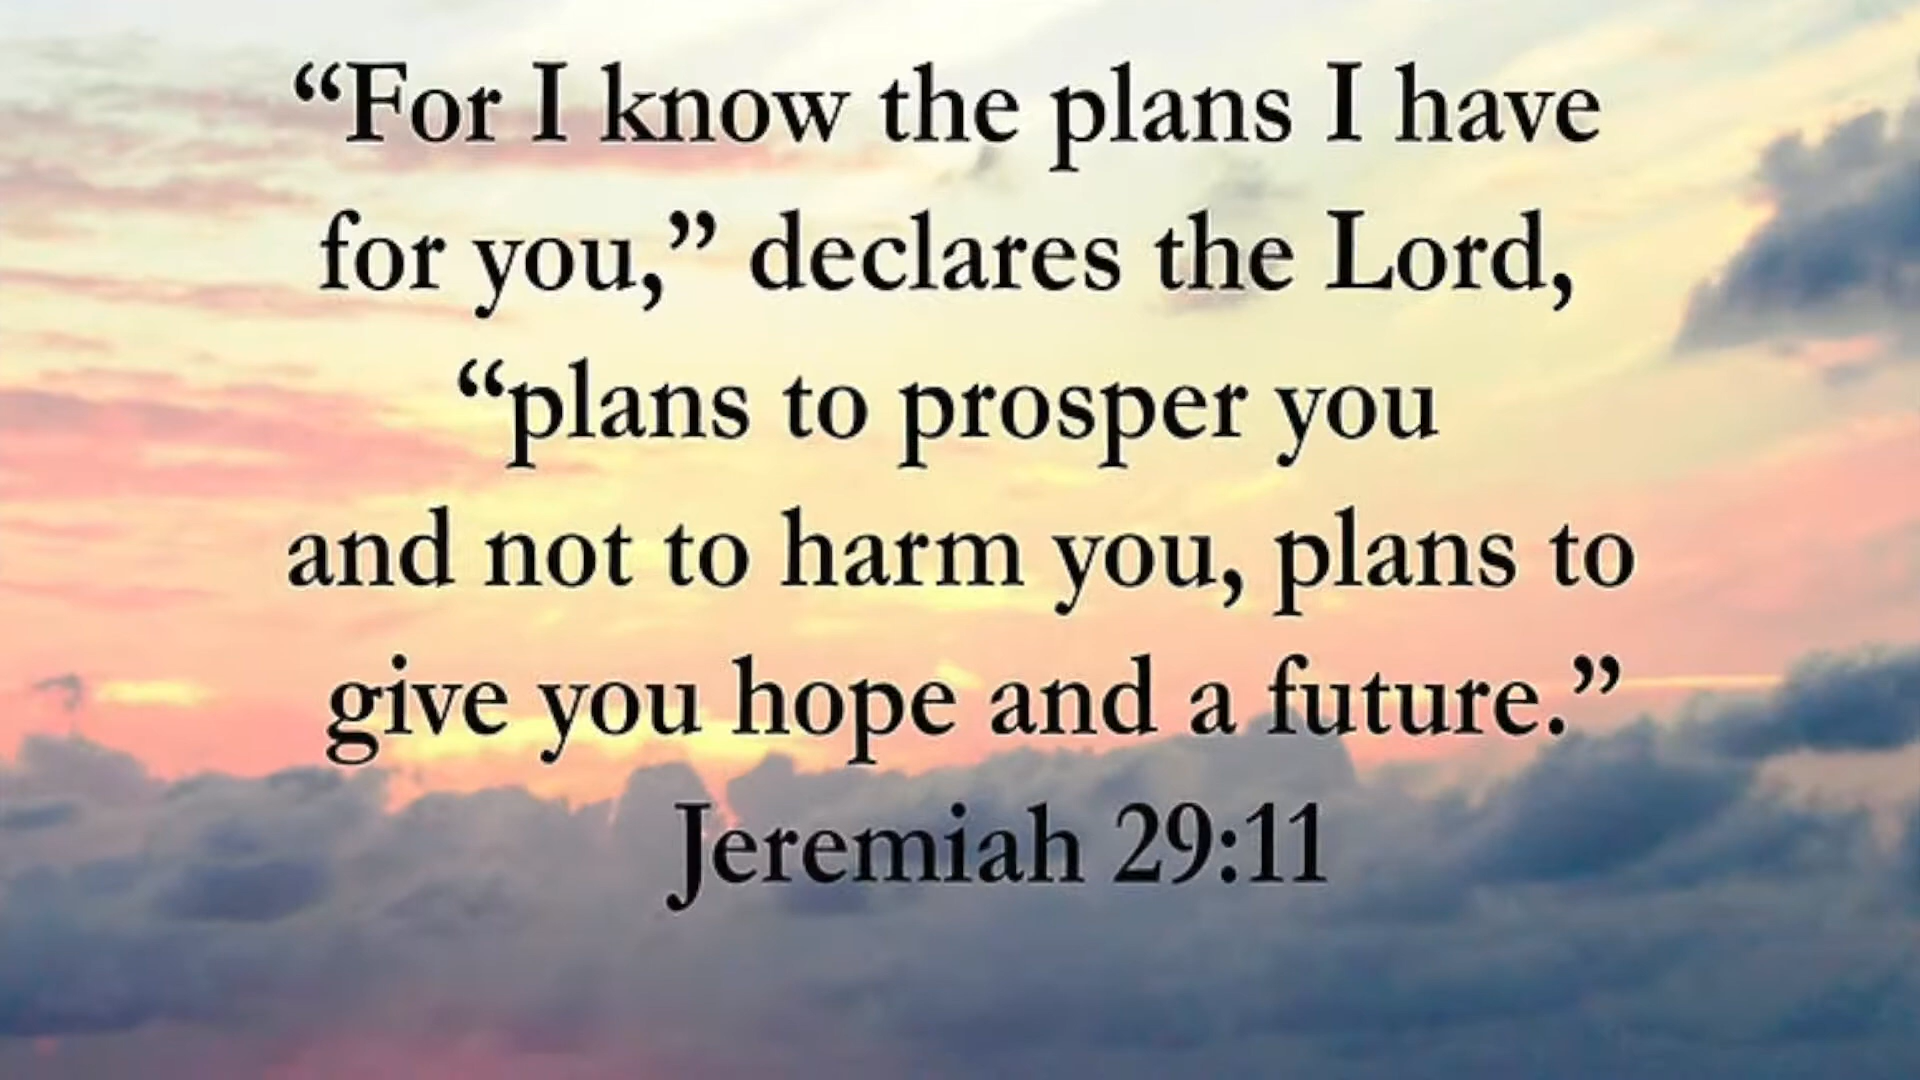 “For I know the plans I have
for you,” declares the Lord,
“plans to prosper you
and not to harm you, plans to
give you hope and a future.”
Jeremiah 29:11